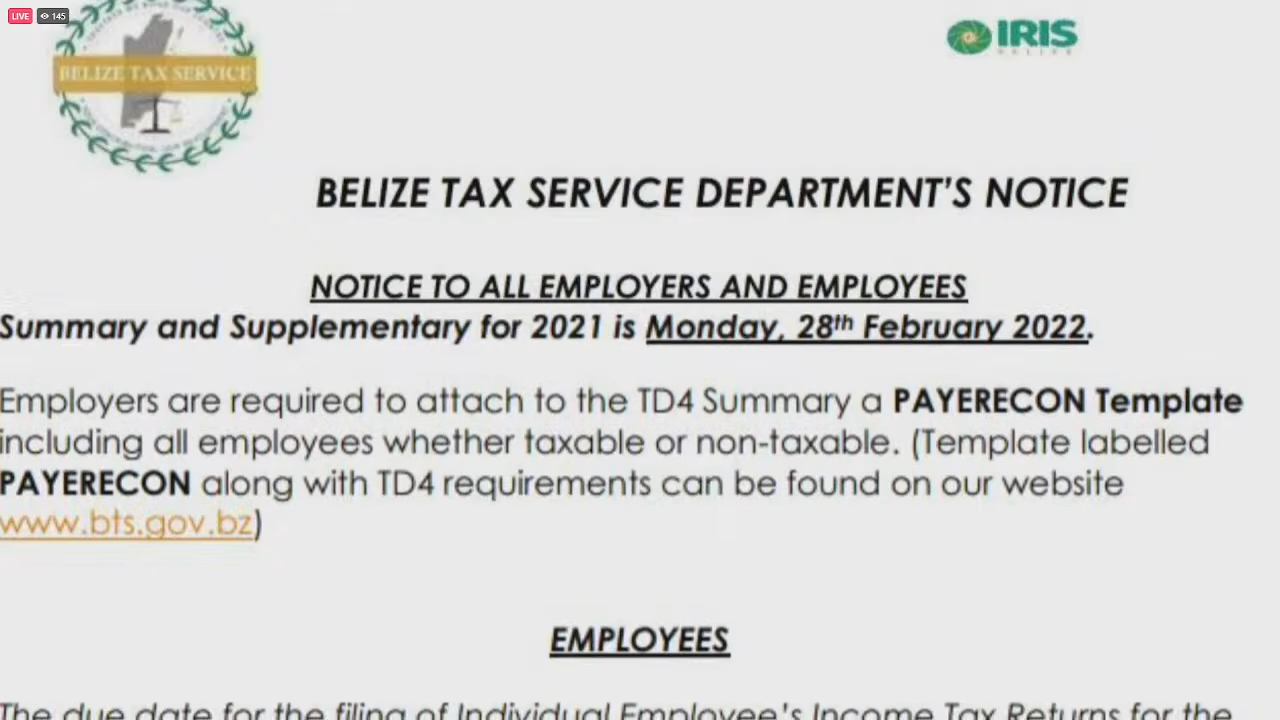 LIVE 145
BELIZE TAX SERVICE
IRIS
BELIZE TAX SERVICE DEPARTMENT'S NOTICE
NOTICE TO ALL EMPLOYERS AND EMPLOYEES
Summary and Supplementary for 2021 is Monday, 28th February 2022.
Employers are required to attach to the TD4 Summary a PAYERECON Template
including all employees whether taxable or non-taxable. (Template labelled
PAYERECON along with TD4 requirements can be found on our website
www.bts.gov.bz)
EMPLOYEES
The due date for the filing of Individual Employee's Income Tax Returns for the